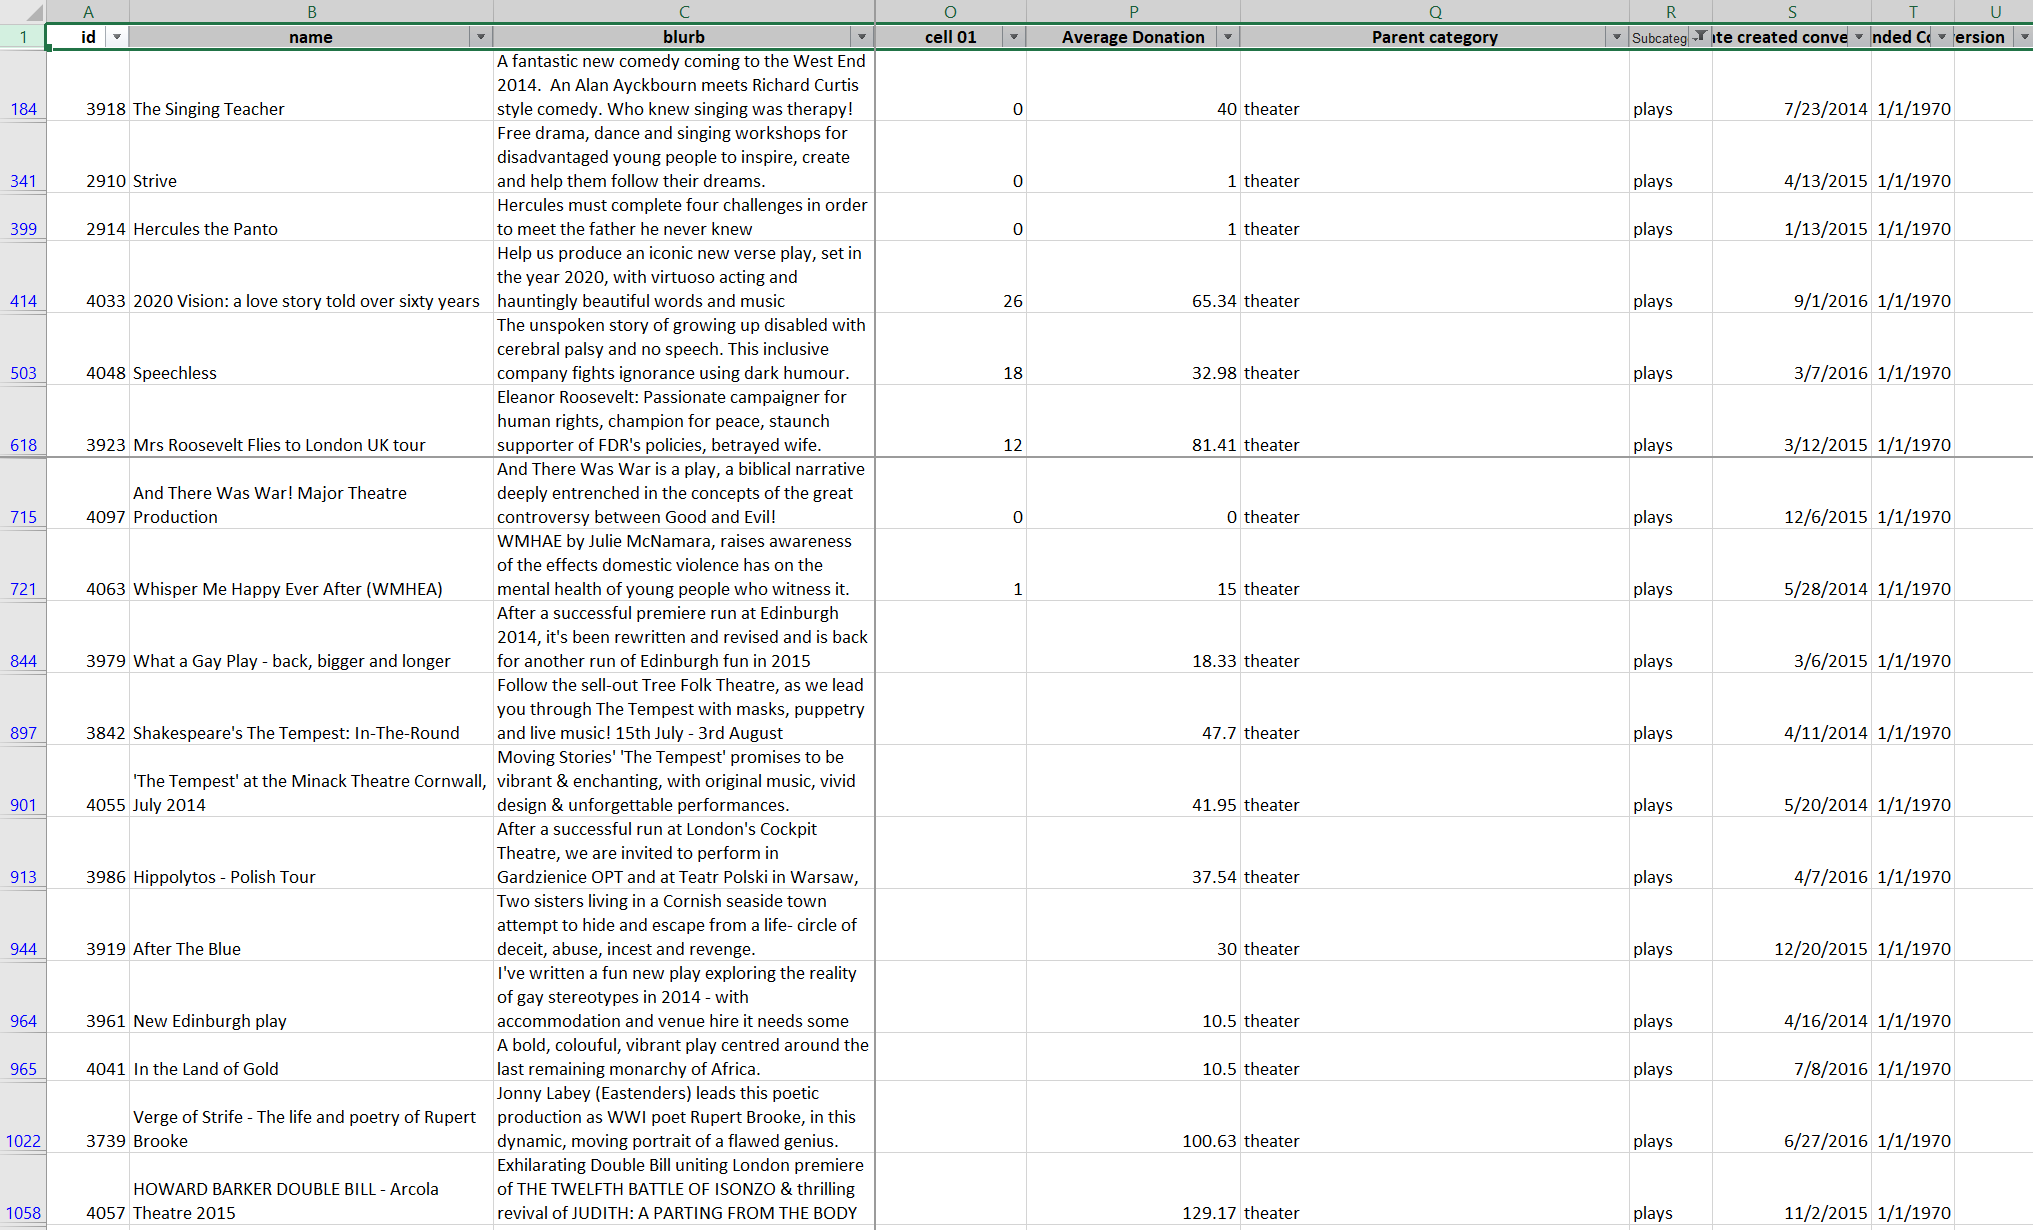 A B C O P Q R S T U
1 id name blurb cell 01 Average Donation Parent category Subcateg te created conve nded Co ersion
A fantastic new comedy coming to the West End
2014.  An Alan Ayckbourn meets Richard Curtis
184 3918 The Singing Teacher style comedy. Who knew singing was therapy! 0 40 theater plays 7/23/2014 1/1/1970
Free drama, dance and singing workshops for
disadvantaged young people to inspire, create
341 2910 Strive and help them follow their dreams. 0 1 theater plays 4/13/2015 1/1/1970
Hercules must complete four challenges in order
399 2914 Hercules the Panto to meet the father he never knew 0 1 theater plays 1/13/2015 1/1/1970
Help us produce an iconic new verse play, set in
the year 2020, with virtuoso acting and
414 4033 2020 Vision: a love story told over sixty years hauntingly beautiful words and music 26 65.34 theater plays 9/1/2016 1/1/1970
The unspoken story of growing up disabled with
cerebral palsy and no speech. This inclusive
503 4048 Speechless company fights ignorance using dark humour. 18 32.98 theater plays 3/7/2016 1/1/1970
Eleanor Roosevelt: Passionate campaigner for
human rights, champion for peace, staunch
618 3923 Mrs Roosevelt Flies to London UK tour supporter of FDR's policies, betrayed wife. 12 81.41 theater plays 3/12/2015 1/1/1970
And There Was War is a play, a biblical narrative
And There Was War! Major Theatre deeply entrenched in the concepts of the great
715 4097 Production controversy between Good and Evil! 0 0 theater plays 12/6/2015 1/1/1970
WMHAE by Julie McNamara, raises awareness
of the effects domestic violence has on the
721 4063 Whisper Me Happy Ever After (WMHEA) mental health of young people who witness it. 1 15 theater plays 5/28/2014 1/1/1970
After a successful premiere run at Edinburgh
2014, it's been rewritten and revised and is back
844 3979 What a Gay Play - back, bigger and longer for another run of Edinburgh fun in 2015 18.33 theater plays 3/6/2015 1/1/1970
Follow the sell-out Tree Folk Theatre, as we lead
you through The Tempest with masks, puppetry
897 3842 Shakespeare's The Tempest: In-The-Round and live music! 15th July - 3rd August 47.7 theater plays 4/11/2014 1/1/1970
Moving Stories' 'The Tempest' promises to be
'The Tempest' at the Minack Theatre Cornwall, vibrant & enchanting, with original music, vivid
901 4055 July 2014 design & unforgettable performances. 41.95 theater plays 5/20/2014 1/1/1970
After a successful run at London's Cockpit
Theatre, we are invited to perform in
913 3986 Hippolytos - Polish Tour Gardzienice OPT and at Teatr Polski in Warsaw, 37.54 theater plays 4/7/2016 1/1/1970
Two sisters living in a Cornish seaside town
attempt to hide and escape from a life- circle of
944 3919 After The Blue deceit, abuse, incest and revenge. 30 theater plays 12/20/2015 1/1/1970
I've written a fun new play exploring the reality
of gay stereotypes in 2014 - with
964 3961 New Edinburgh play accommodation and venue hire it needs some 10.5 theater plays 4/16/2014 1/1/1970
A bold, colouful, vibrant play centred around the
965 4041 In the Land of Gold last remaining monarchy of Africa. 10.5 theater plays 7/8/2016 1/1/1970
Jonny Labey (Eastenders) leads this poetic
Verge of Strife - The life and poetry of Rupert production as WWI poet Rupert Brooke, in this
1022 3739 Brooke dynamic, moving portrait of a flawed genius. 100.63 theater plays 6/27/2016 1/1/1970
Exhilarating Double Bill uniting London premiere
HOWARD BARKER DOUBLE BILL - Arcola of THE TWELFTH BATTLE OF ISONZO & thrilling
1058 4057 Theatre 2015 revival of JUDITH: A PARTING FROM THE BODY 129.17 theater plays 11/2/2015 1/1/1970